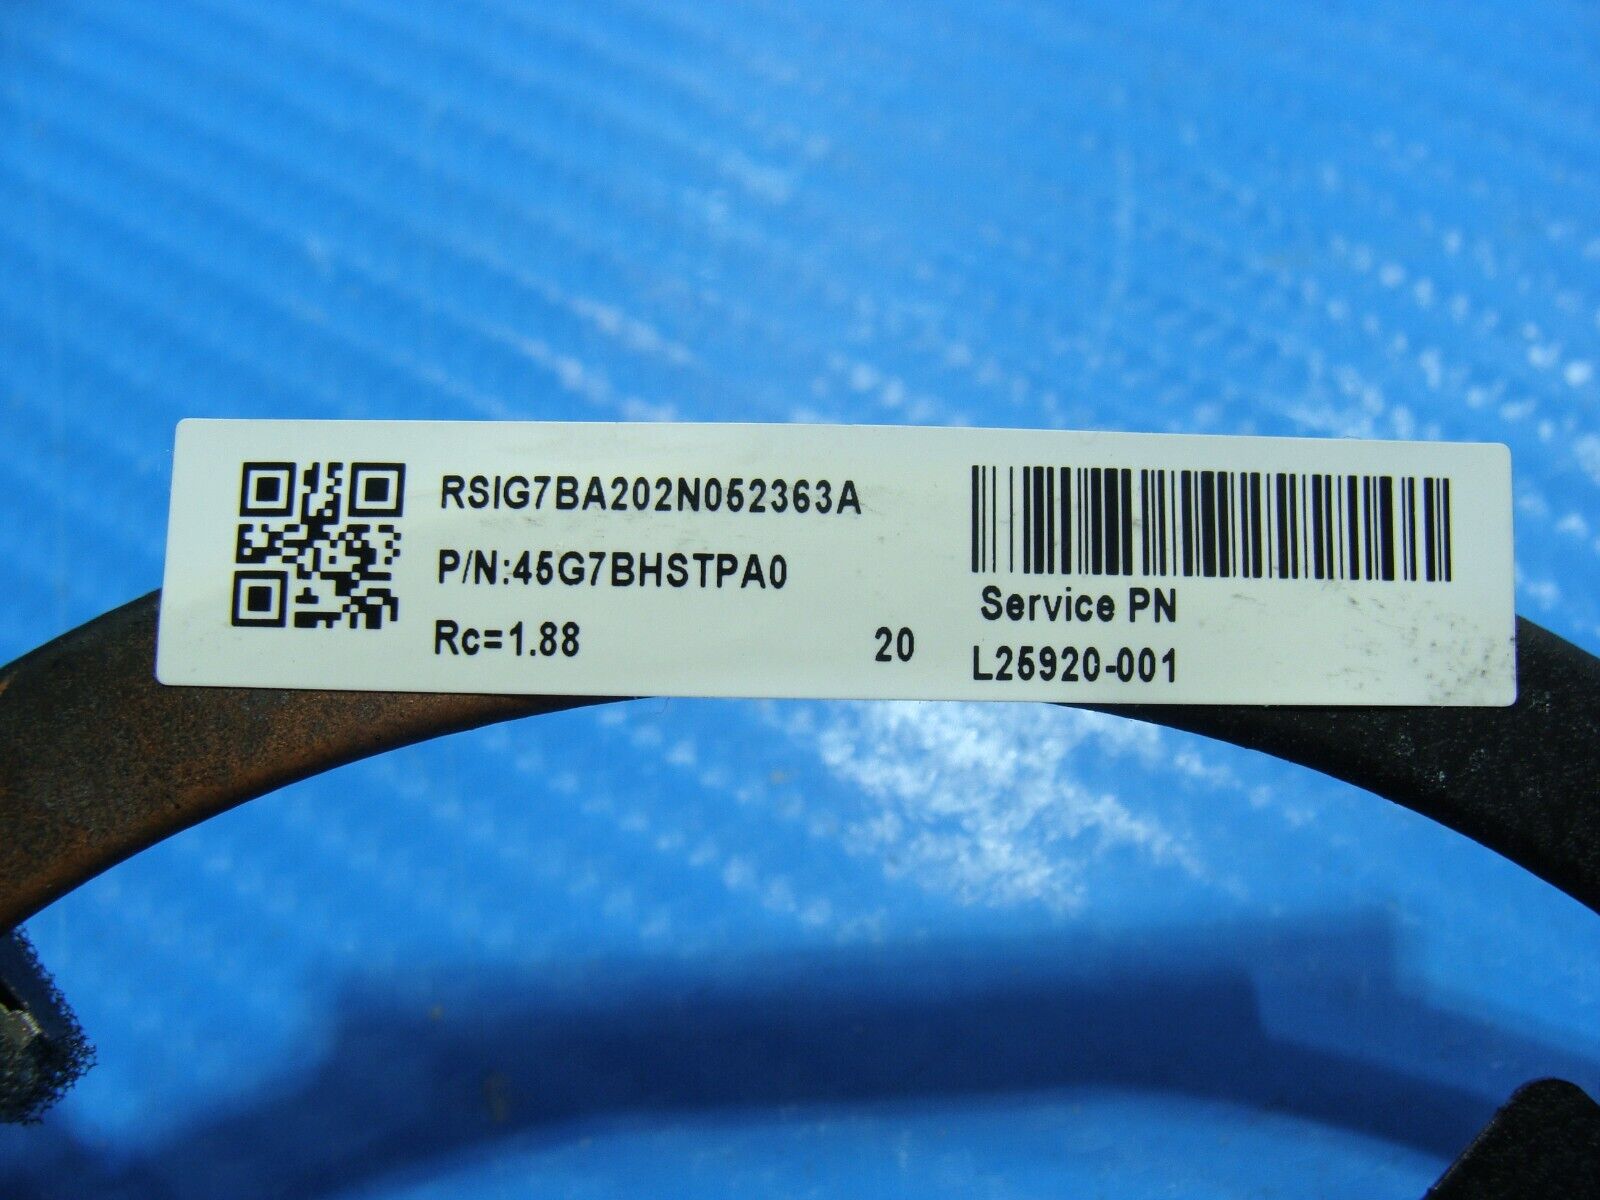 RSIG7BA202N052363A
P/N:45G7BHSTPA0
Rc=1.88
20
Service PN
L25920-001